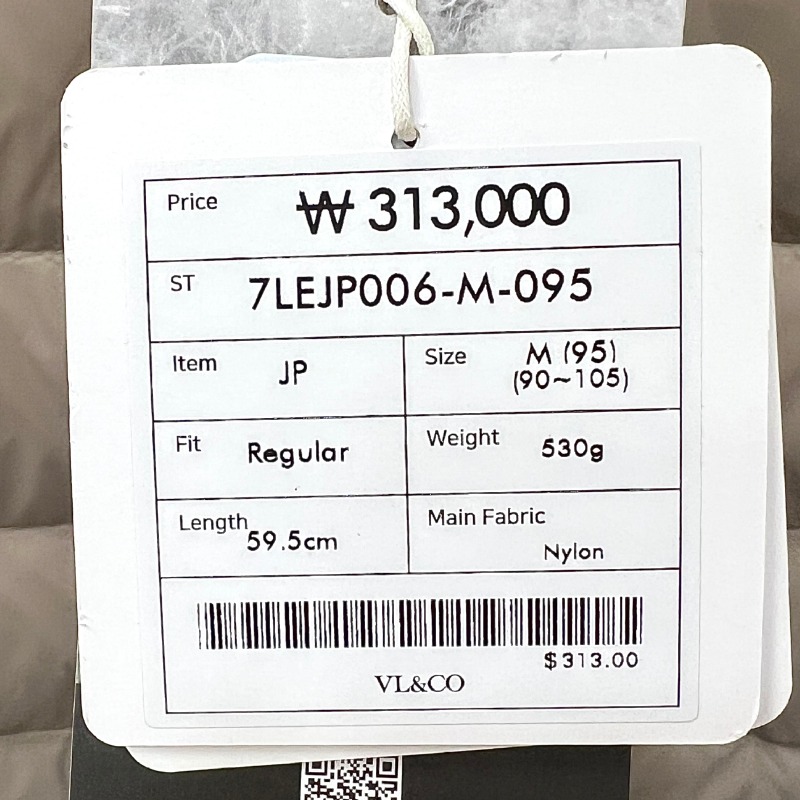 Price ₩ 313,000
ST 7LEJP006-M-095
Item JP
Size M (95)
(90~105)
Fit Regular
Weight 530g
Length 59.5cm
Main Fabric
Nylon
$313.00
VL&CO